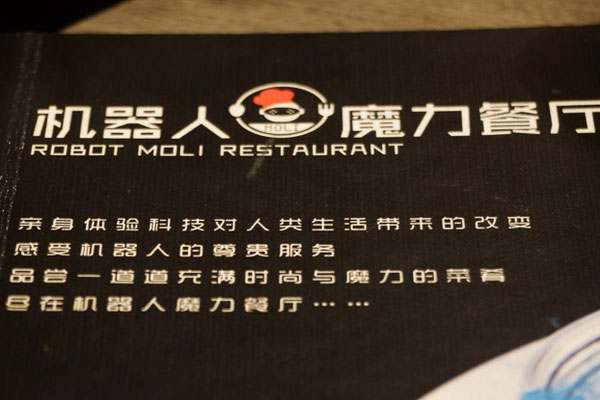 机器人 MOLI 魔力餐厅
ROBOT MOLI RESTAURANT
亲身体验科技对人类生活带来的改变
感受机器人的尊贵服务
品尝一道道充满时尚与魔力的菜肴
尽在机器人魔力餐厅……